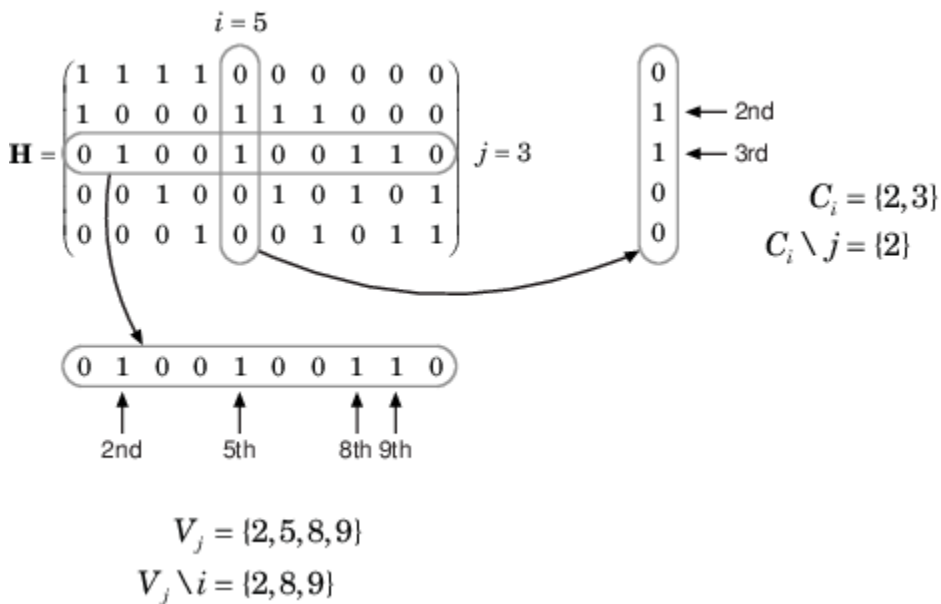 i = 5
1 1 1 1 0 0 0 0 0 0
1 0 0 0 1 1 1 0 0 0
H = 0 1 0 0 1 0 0 1 1 0 j = 3
0 0 1 0 0 1 0 1 0 1
0 0 0 1 0 0 1 0 1 1
0
1 2nd
1 3rd
0
0
C_i = {2,3}
C_i \ j = {2}
0 1 0 0 1 0 0 1 1 0
2nd 5th 8th 9th
V_j = {2,5,8,9}
V_j \ i = {2,8,9}